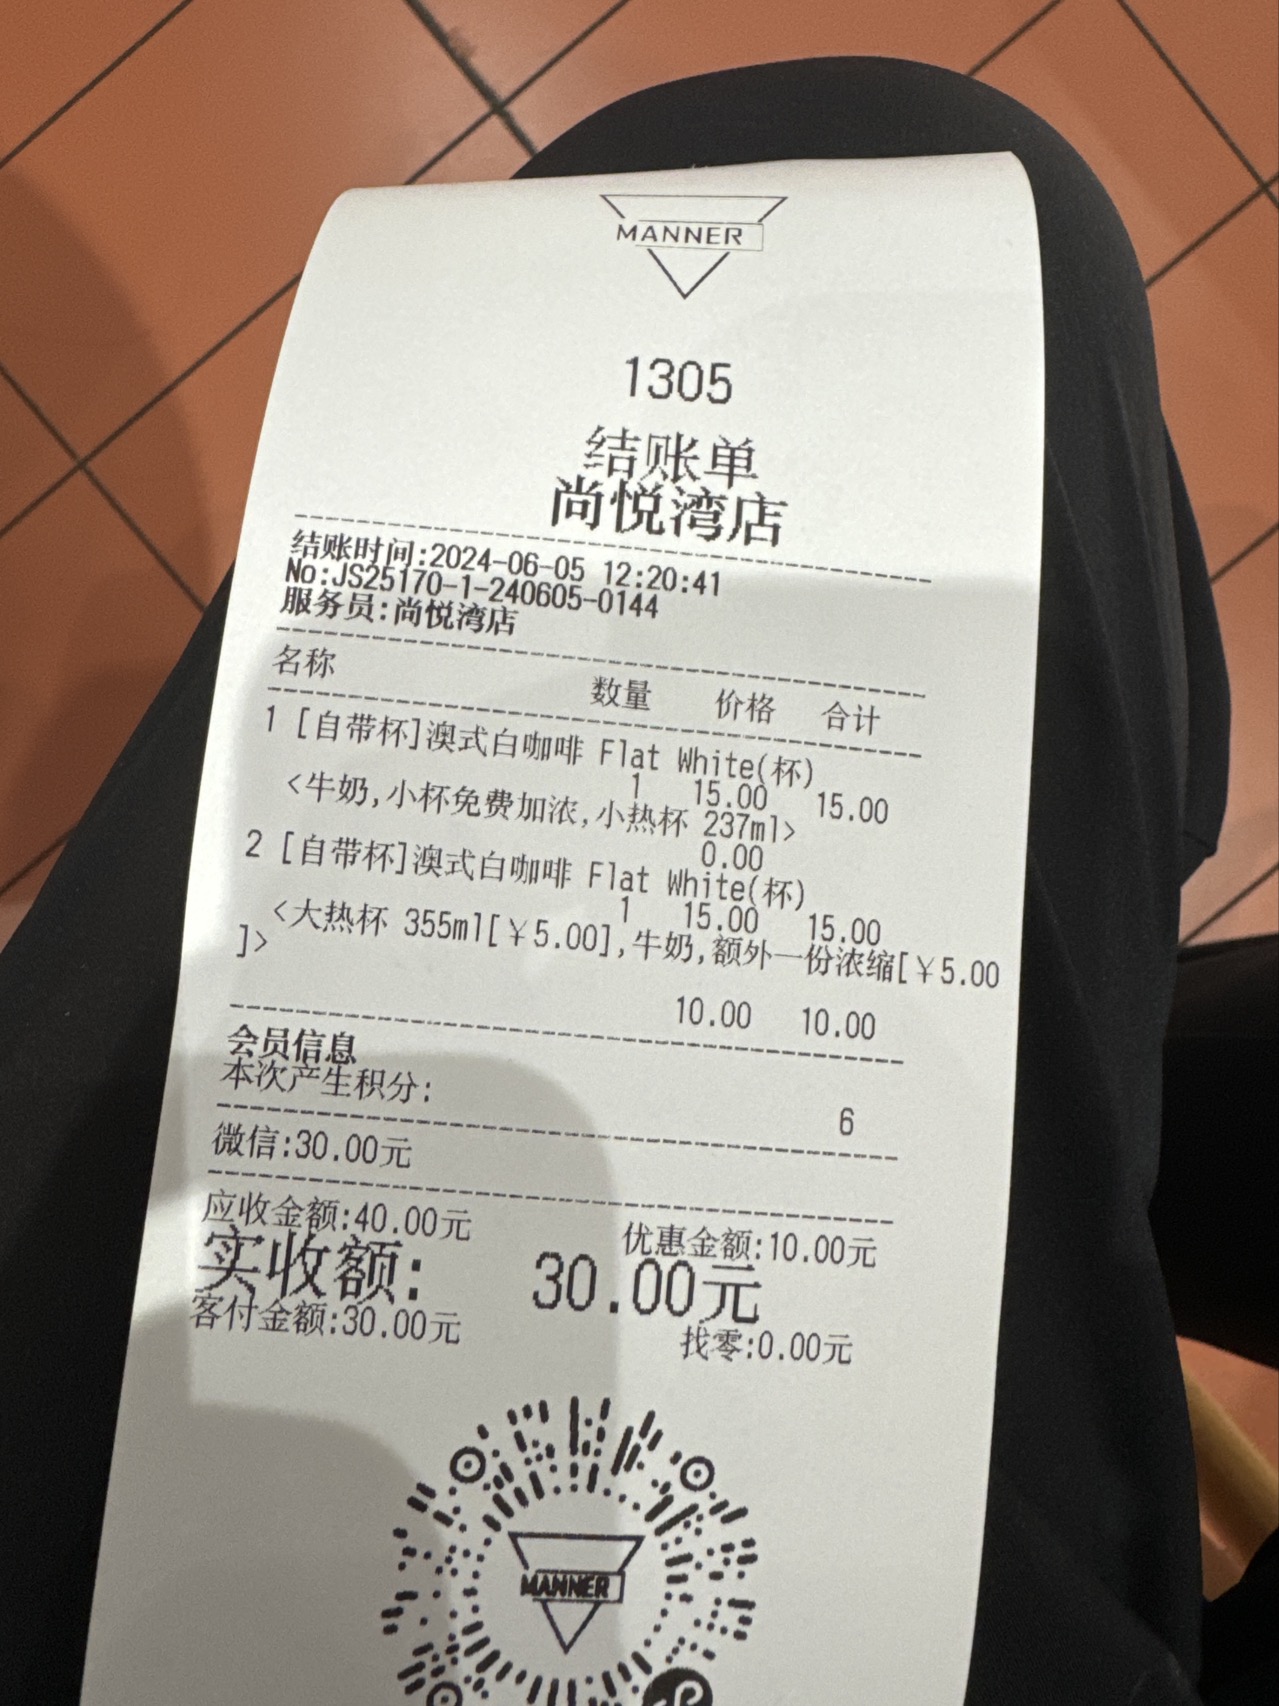 MANNER
1305
结账单
尚悦湾店
结账时间:2024-06-05 12:20:41
No:JS25170-1-240605-0144
服务员:尚悦湾店
名称 数量 价格 合计
1 [自带杯]澳式白咖啡 Flat White(杯)
1 15.00 15.00
<牛奶,小杯免费加浓,小热杯 237ml>
0.00
2 [自带杯]澳式白咖啡 Flat White(杯)
1 15.00 15.00
<大热杯 355ml[￥5.00],牛奶,额外一份浓缩[￥5.00
]>
10.00 10.00
会员信息
本次产生积分: 6
微信:30.00元
应收金额:40.00元 优惠金额:10.00元
实收额: 30.00元
客付金额:30.00元 找零:0.00元
MANNER